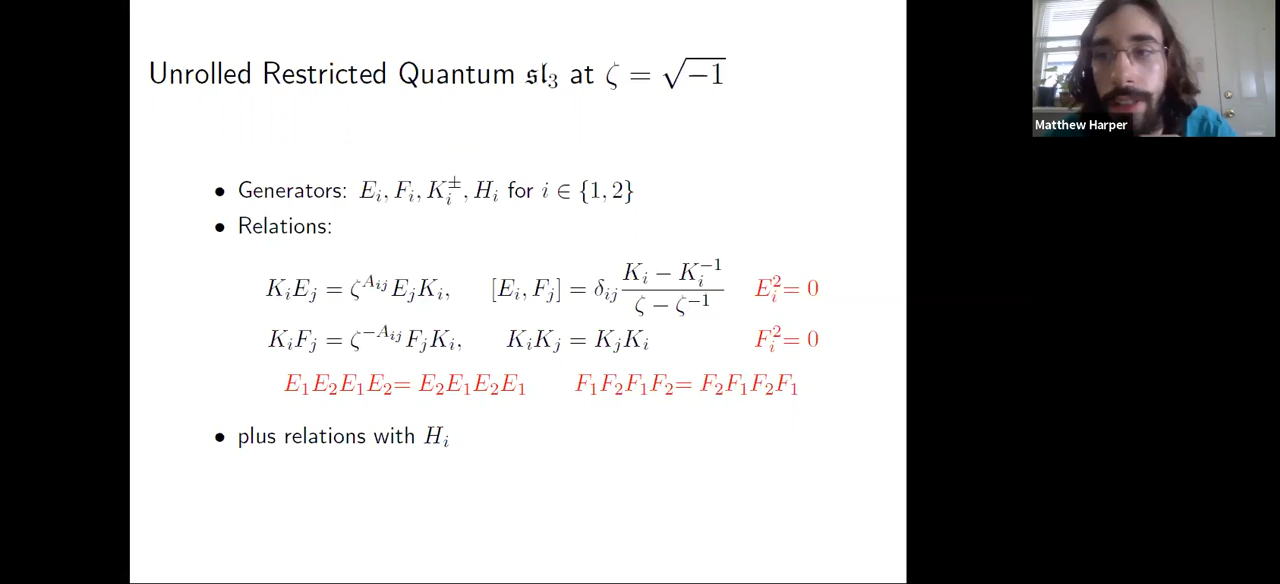 Unrolled Restricted Quantum 𝔰𝔩₃ at ζ = √−1
• Generators: Eᵢ, Fᵢ, Kᵢ^±, Hᵢ for i ∈ {1, 2}
• Relations:
KᵢEⱼ = ζ^{Aᵢⱼ}EⱼKᵢ, [Eᵢ, Fⱼ] = δᵢⱼ (Kᵢ − Kᵢ⁻¹)/(ζ − ζ⁻¹) Eᵢ² = 0
KᵢFⱼ = ζ^{−Aᵢⱼ}FⱼKᵢ, KᵢKⱼ = KⱼKᵢ Fᵢ² = 0
E₁E₂E₁E₂ = E₂E₁E₂E₁ F₁F₂F₁F₂ = F₂F₁F₂F₁
• plus relations with Hᵢ
Matthew Harper